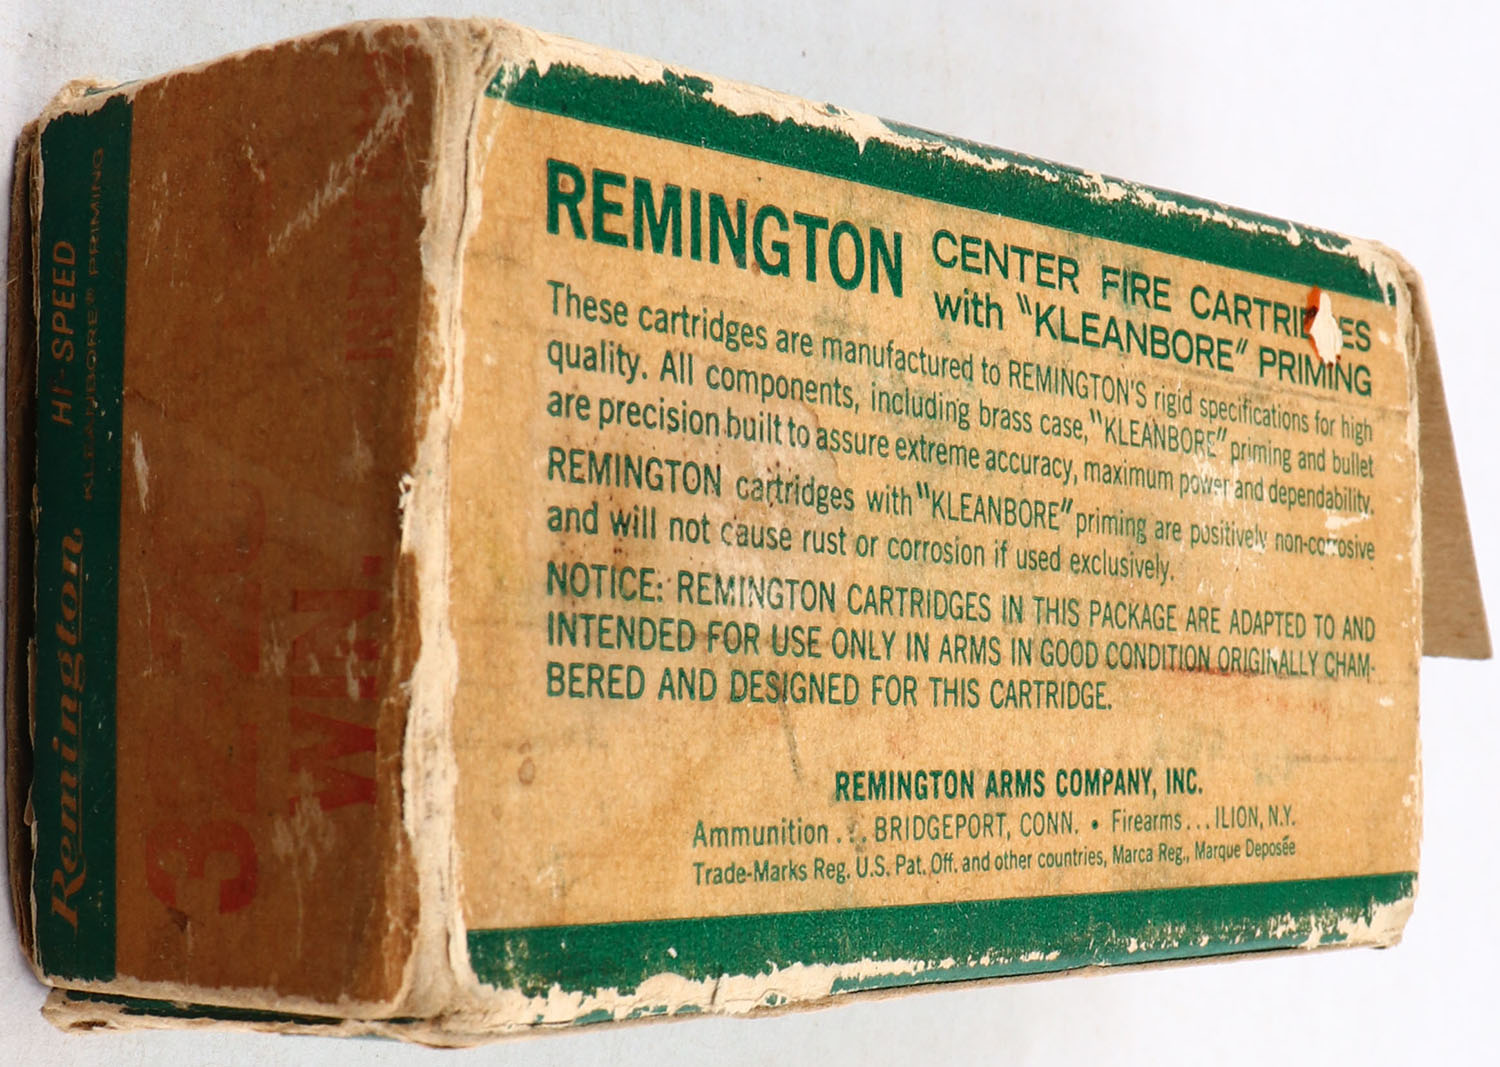 REMINGTON CENTER FIRE CARTRIDGES
with "KLEANBORE" PRIMING
These cartridges are manufactured to REMINGTON'S rigid specifications for high
quality. All components, including brass case, "KLEANBORE" priming and bullet
are precision built to assure extreme accuracy, maximum power and dependability.
REMINGTON cartridges with "KLEANBORE" priming are positively non-corrosive
and will not cause rust or corrosion if used exclusively.
NOTICE: REMINGTON CARTRIDGES IN THIS PACKAGE ARE ADAPTED TO AND
INTENDED FOR USE ONLY IN ARMS IN GOOD CONDITION ORIGINALLY CHAM-
BERED AND DESIGNED FOR THIS CARTRIDGE.
REMINGTON ARMS COMPANY, INC.
Ammunition . . . BRIDGEPORT, CONN. • Firearms . . . ILION, N.Y.
Trade-Marks Reg. U.S. Pat. Off. and other countries, Marca Reg., Marque Deposée
Remington
HI-SPEED
KLEANBORE® PRIMING
WIN.